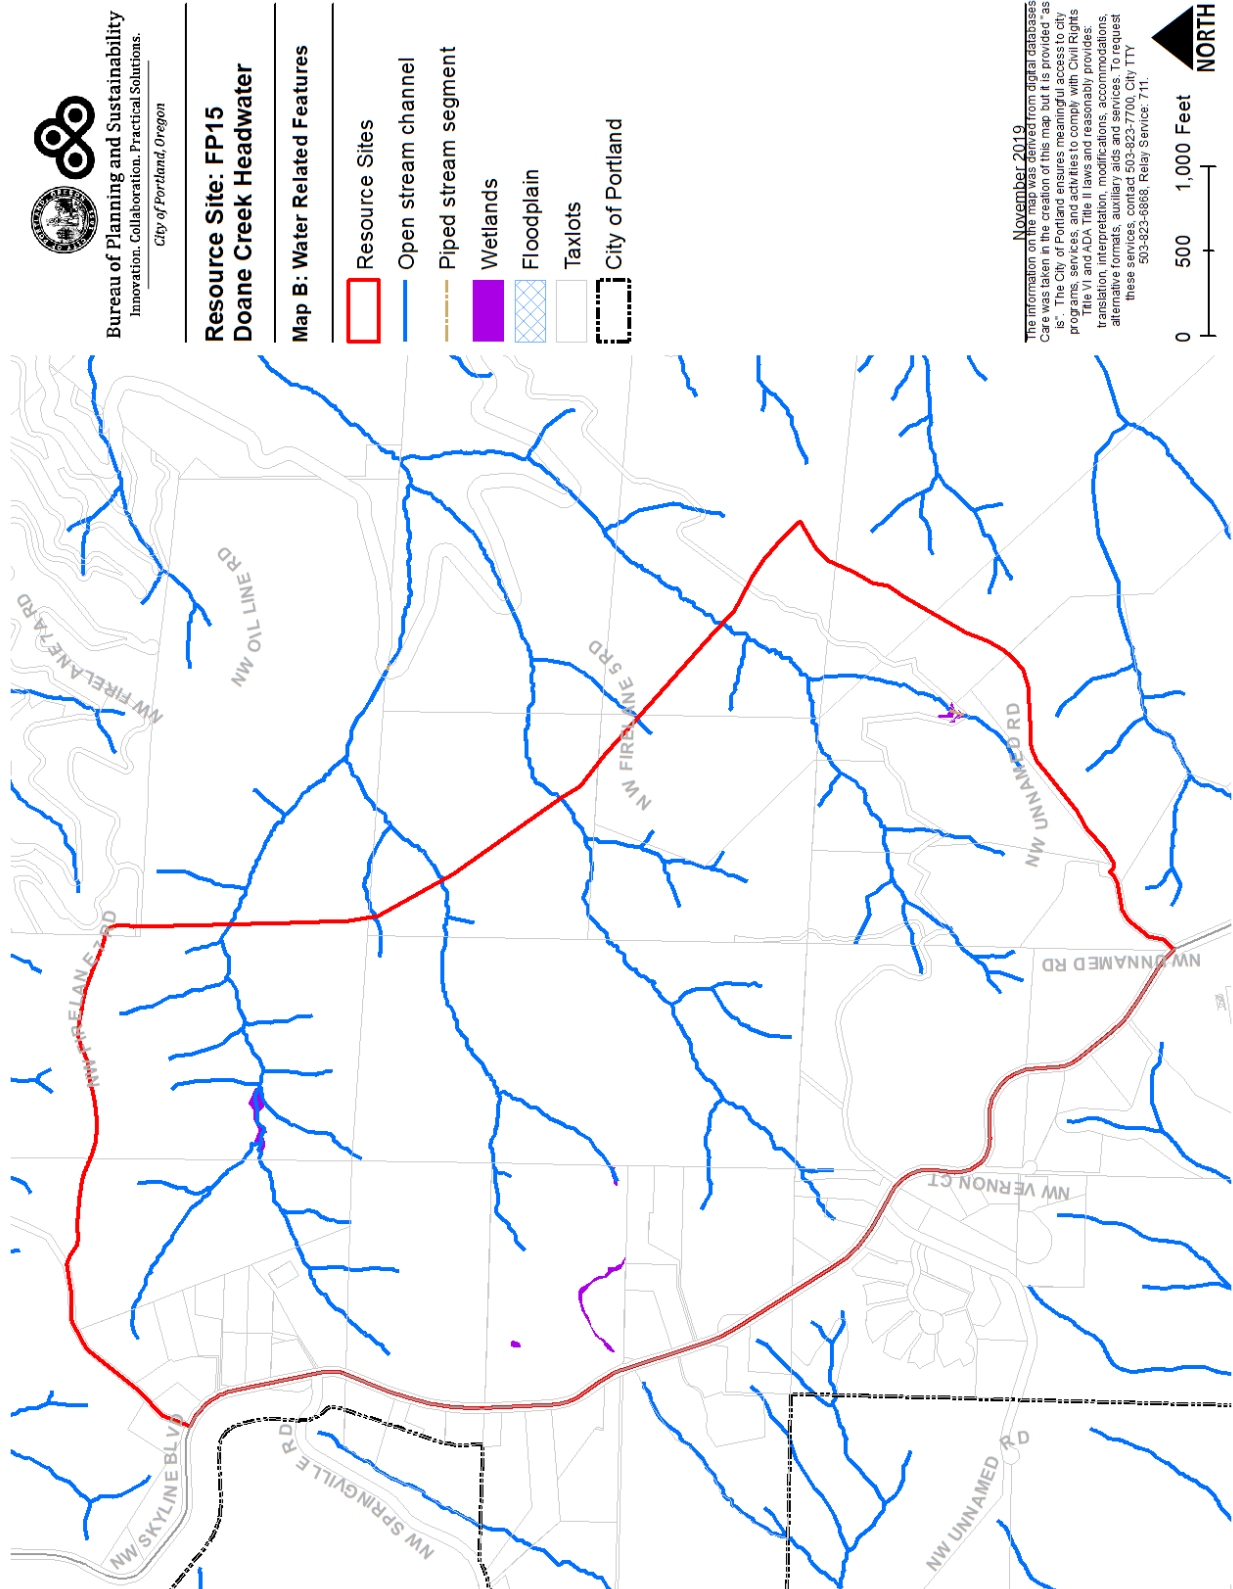 Bureau of Planning and Sustainability
Innovation. Collaboration. Practical Solutions.
City of Portland, Oregon
Resource Site: FP15
Doane Creek Headwater
Map B: Water Related Features
Resource Sites
Open stream channel
Piped stream segment
Wetlands
Floodplain
Taxlots
City of Portland
November 2019
The information on the map was derived from digital databases
Care was taken in the creation of this map but it is provided "as
is". The City of Portland ensures meaningful access to city
programs, services, and activities to comply with Civil Rights
Title VI and ADA Title II laws and reasonably provides:
translation, interpretation, modifications, accommodations,
alternative formats, auxiliary aids and services. To request
these services, contact 503-823-7700, City TTY
503-823-6868, Relay Service: 711.
0 500 1,000 Feet
NORTH
NW FIRELANE 7A RD
NW OIL LINE RD
NW FIRELANE 5 RD
NW FIRELANE 7 RD
NW UNNAMED RD
NW UNNAMED RD
NW VERNON CT
NW SKYLINE BLVD
NW SPRINGVILLE RD
NW UNNAMED RD